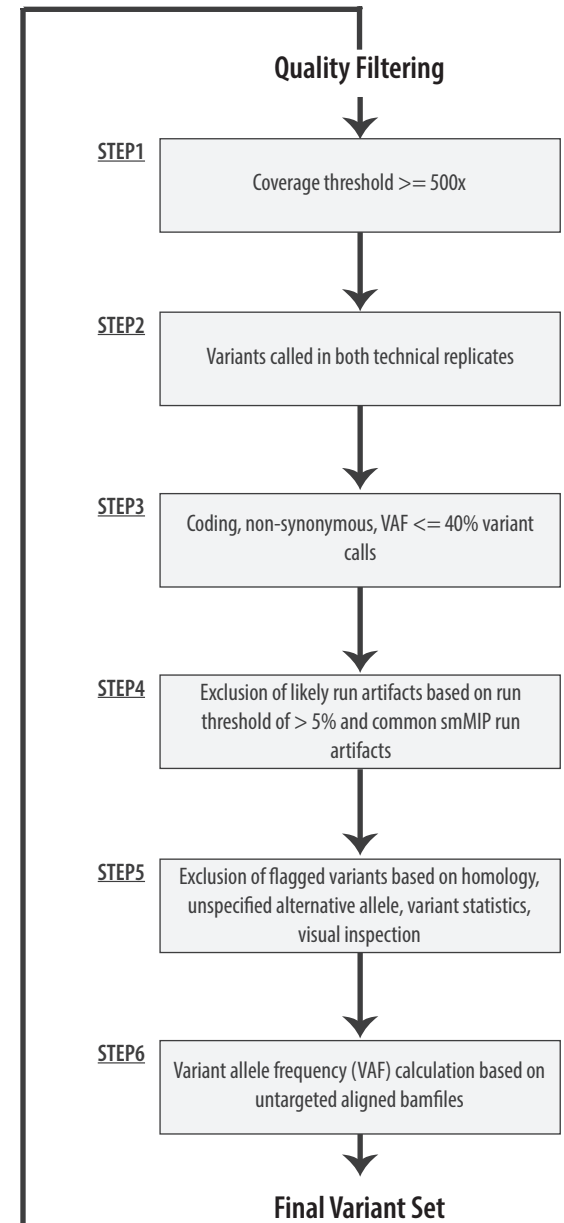 Quality Filtering
STEP1
Coverage threshold >= 500x
STEP2
Variants called in both technical replicates
STEP3
Coding, non-synonymous, VAF <= 40% variant
calls
STEP4
Exclusion of likely run artifacts based on run
threshold of > 5% and common smMIP run
artifacts
STEP5
Exclusion of flagged variants based on homology,
unspecified alternative allele, variant statistics,
visual inspection
STEP6
Variant allele frequency (VAF) calculation based on
untargeted aligned bamfiles
Final Variant Set